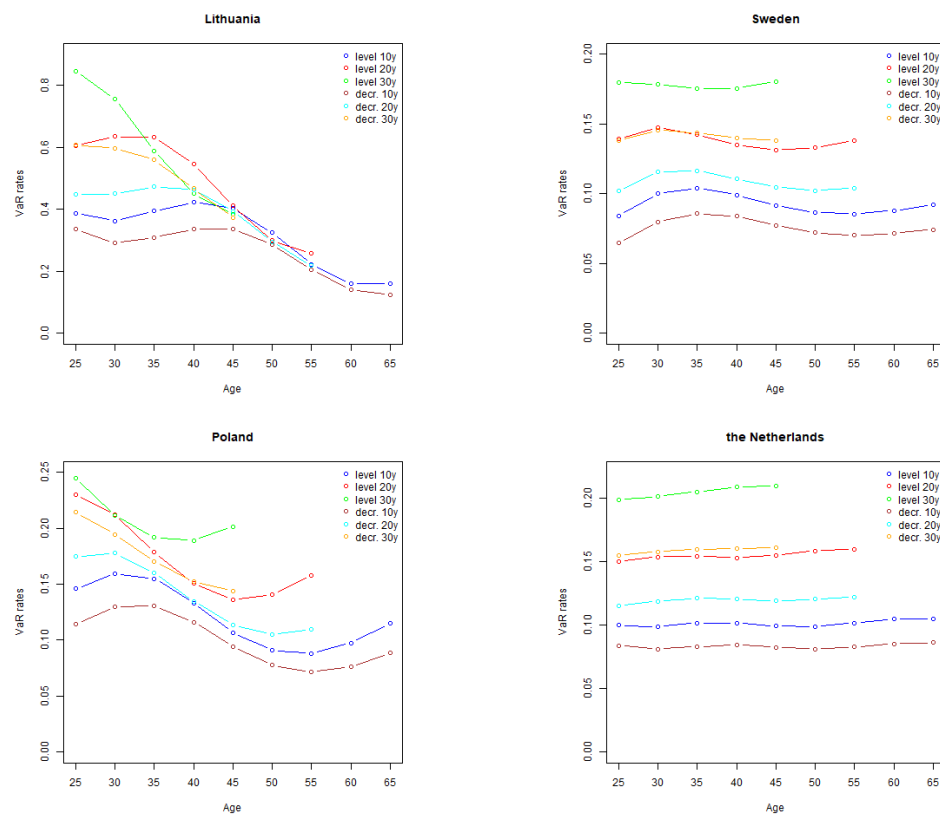 Lithuania
VaR rates
0.0
0.2
0.4
0.6
0.8
level 10y
level 20y
level 30y
decr. 10y
decr. 20y
decr. 30y
25 30 35 40 45 50 55 60 65
Age
Sweden
VaR rates
0.00
0.05
0.10
0.15
0.20
level 10y
level 20y
level 30y
decr. 10y
decr. 20y
decr. 30y
25 30 35 40 45 50 55 60 65
Age
Poland
VaR rates
0.00
0.05
0.10
0.15
0.20
0.25
level 10y
level 20y
level 30y
decr. 10y
decr. 20y
decr. 30y
25 30 35 40 45 50 55 60 65
Age
the Netherlands
VaR rates
0.00
0.05
0.10
0.15
0.20
level 10y
level 20y
level 30y
decr. 10y
decr. 20y
decr. 30y
25 30 35 40 45 50 55 60 65
Age